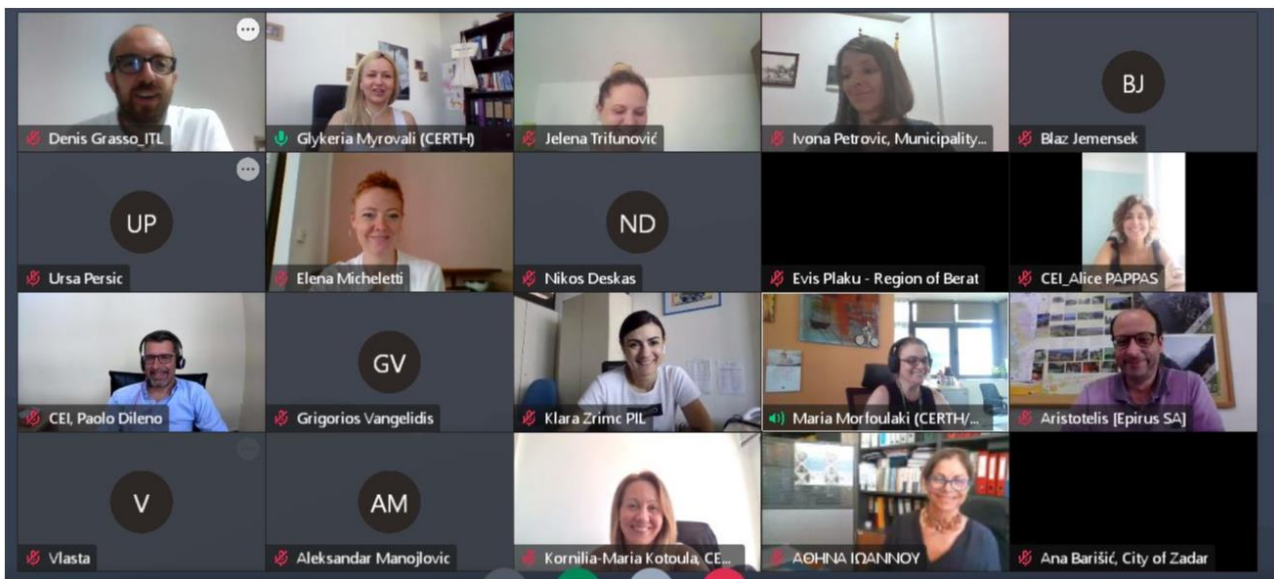 Denis Grasso_ITL
Glykeria Myrovali (CERTH)
Jelena Trifunović
Ivona Petrovic, Municipality...
BJ
Blaz Jemensek
UP
Ursa Persic
Elena Micheletti
ND
Nikos Deskas
Evis Plaku - Region of Berat
CEI_Alice PAPPAS
CEI, Paolo Dileno
GV
Grigorios Vangelidis
Klara Zrimc PIL
Maria Morfoulaki (CERTH/...
Aristotelis [Epirus SA]
V
Vlasta
AM
Aleksandar Manojlovic
Kornilia-Maria Kotoula, CE...
ΑΘΗΝΑ ΙΩΑΝΝΟΥ
Ana Barišić, City of Zadar